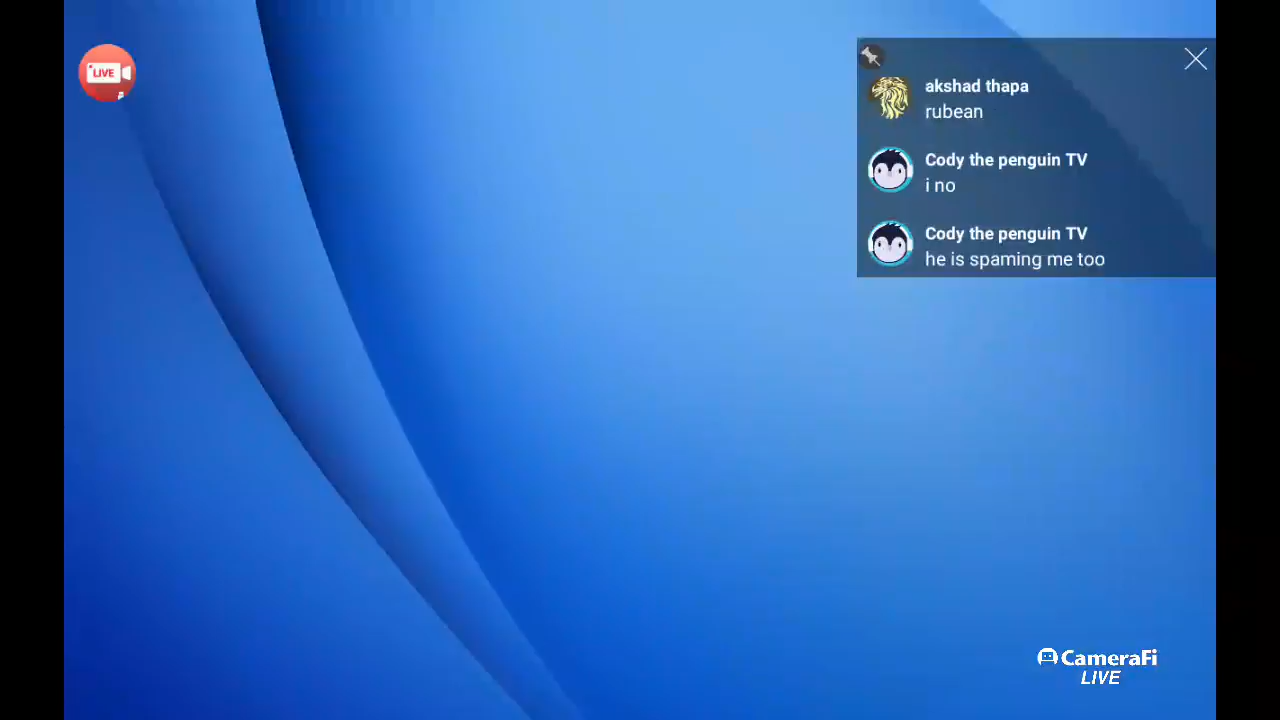 LIVE
akshad thapa
rubean
Cody the penguin TV
i no
Cody the penguin TV
he is spaming me too
CameraFi
LIVE